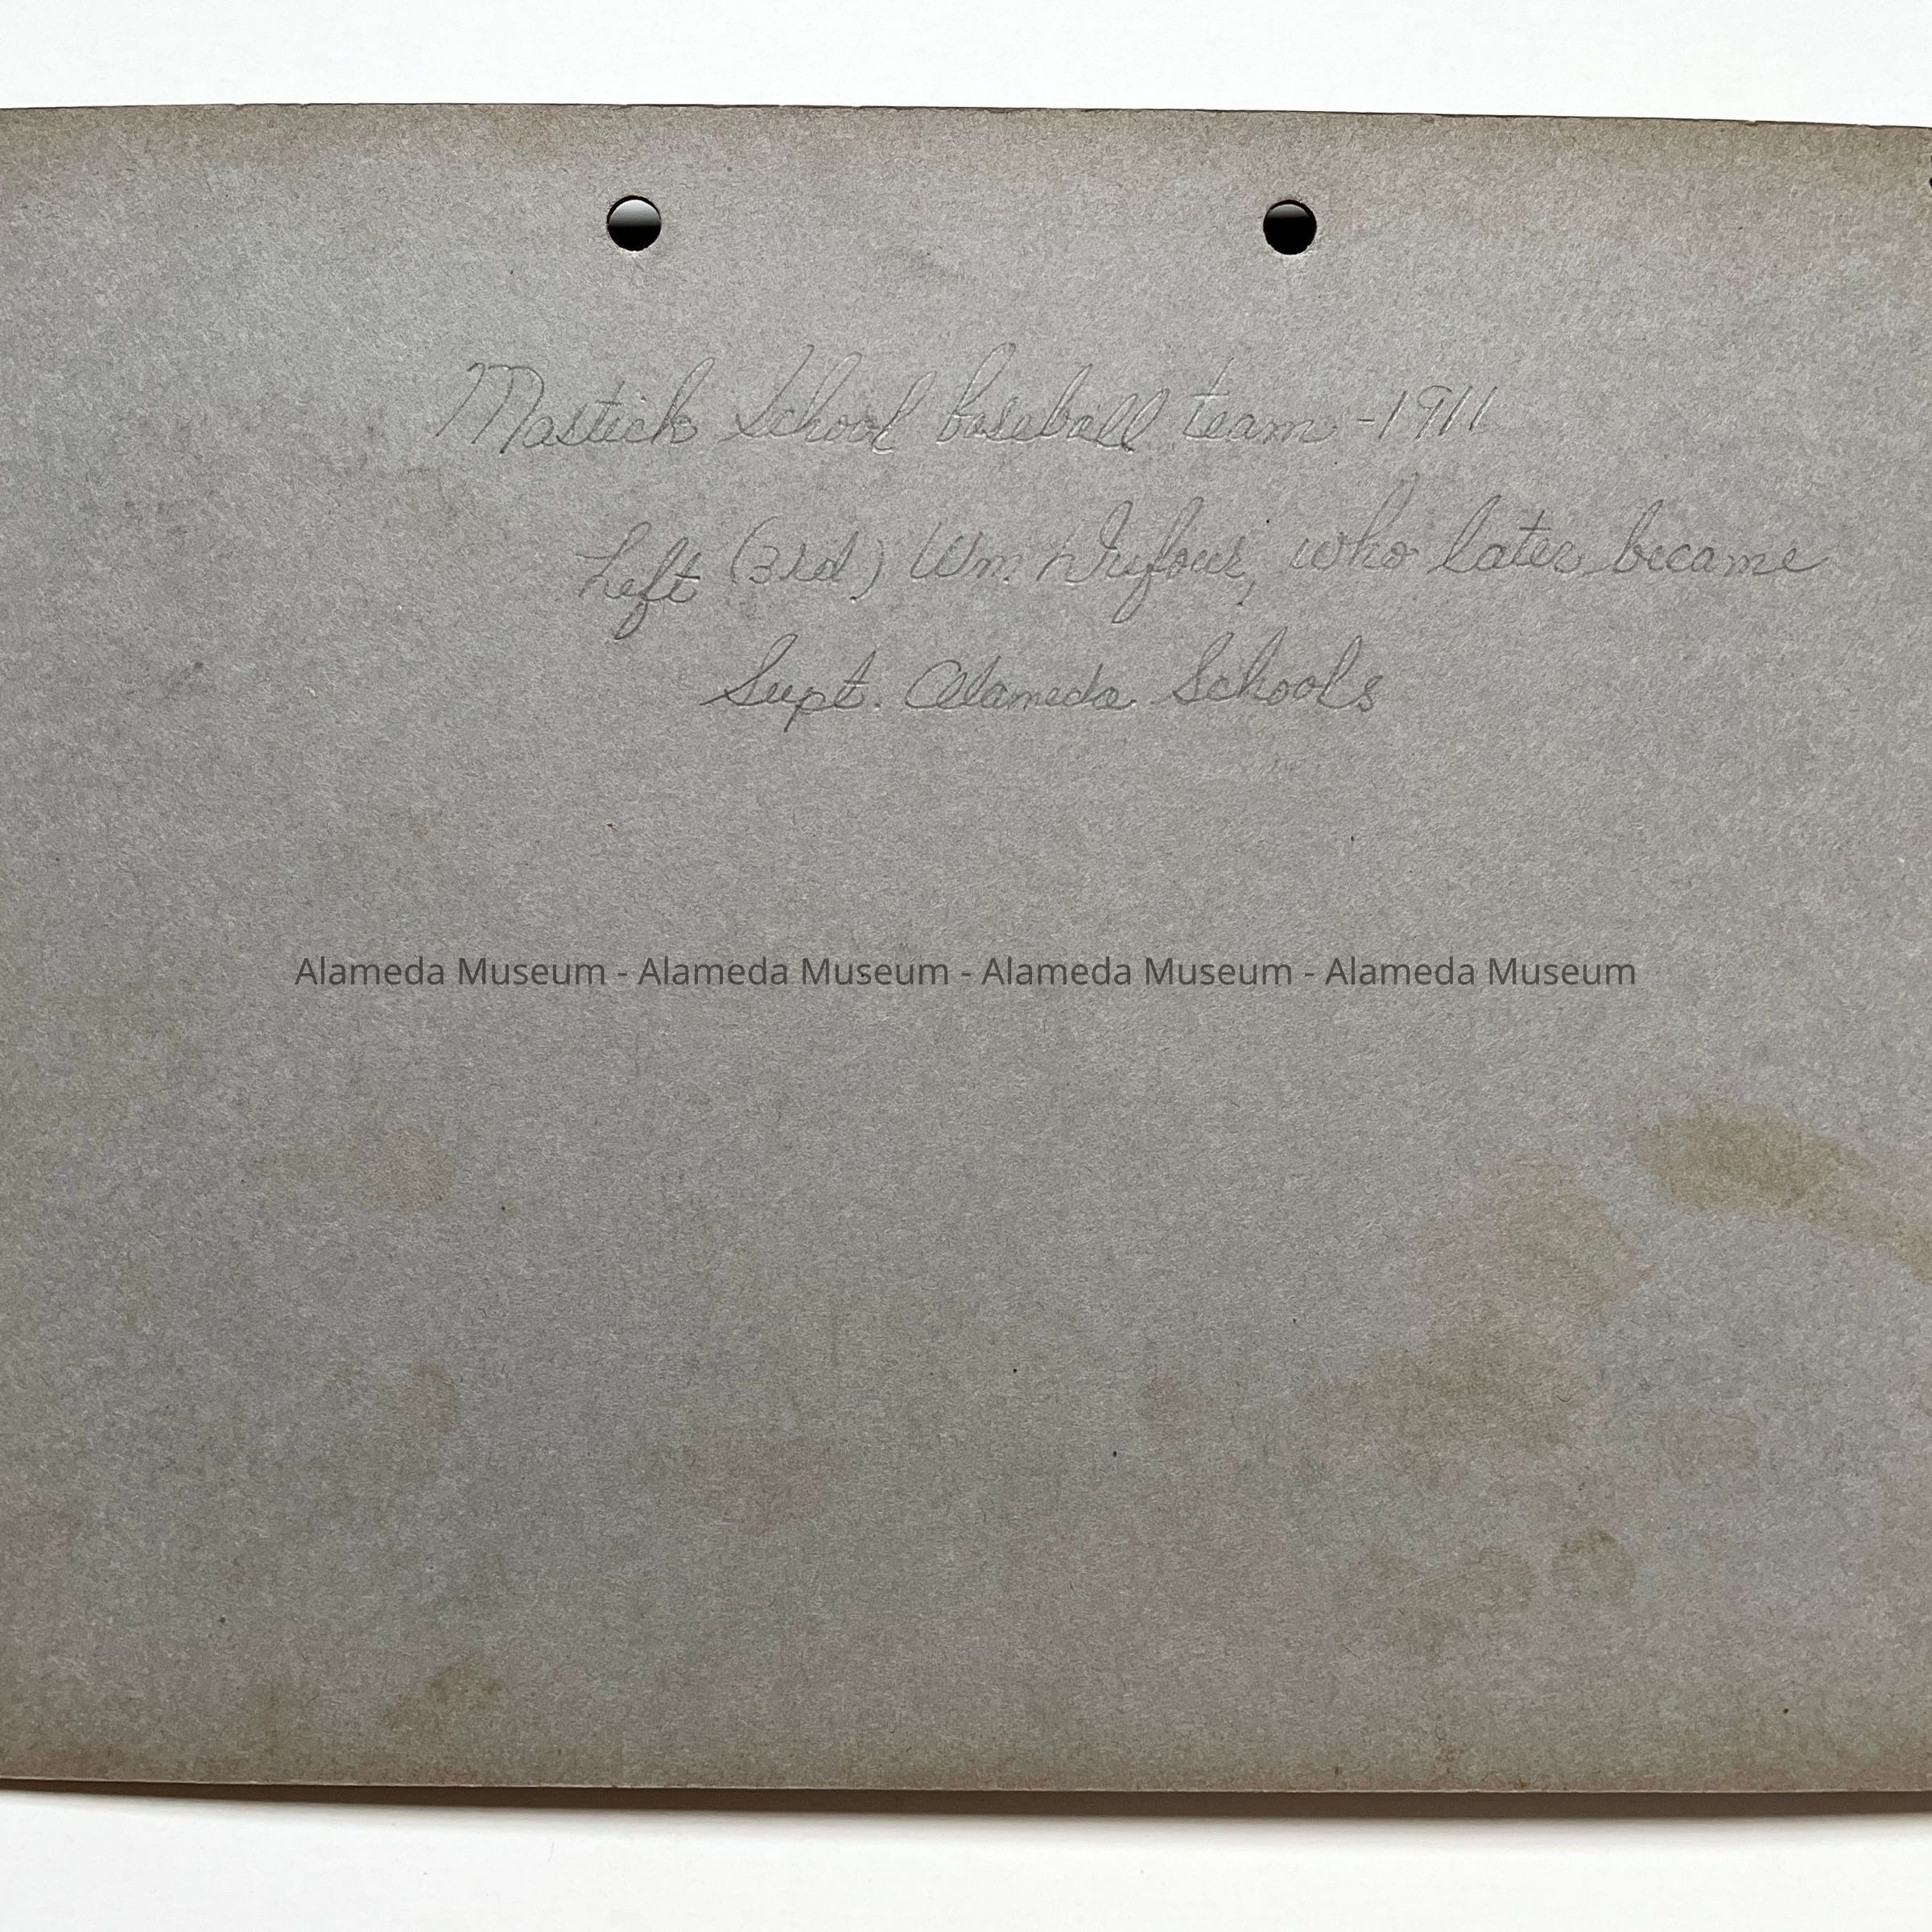 Mastick School baseball team - 1911
Left (3rd) Wm. Dufour, who later became
Supt. Alameda Schools
Alameda Museum - Alameda Museum - Alameda Museum - Alameda Museum